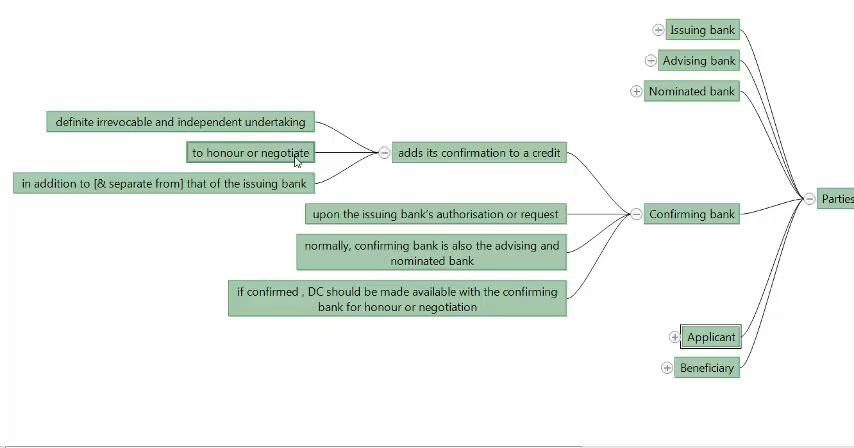 Issuing bank
Advising bank
Nominated bank
definite irrevocable and independent undertaking
to honour or negotiate
adds its confirmation to a credit
in addition to [& separate from] that of the issuing bank
Parties
upon the issuing bank's authorisation or request
Confirming bank
normally, confirming bank is also the advising and
nominated bank
if confirmed , DC should be made available with the confirming
bank for honour or negotiation
Applicant
Beneficiary